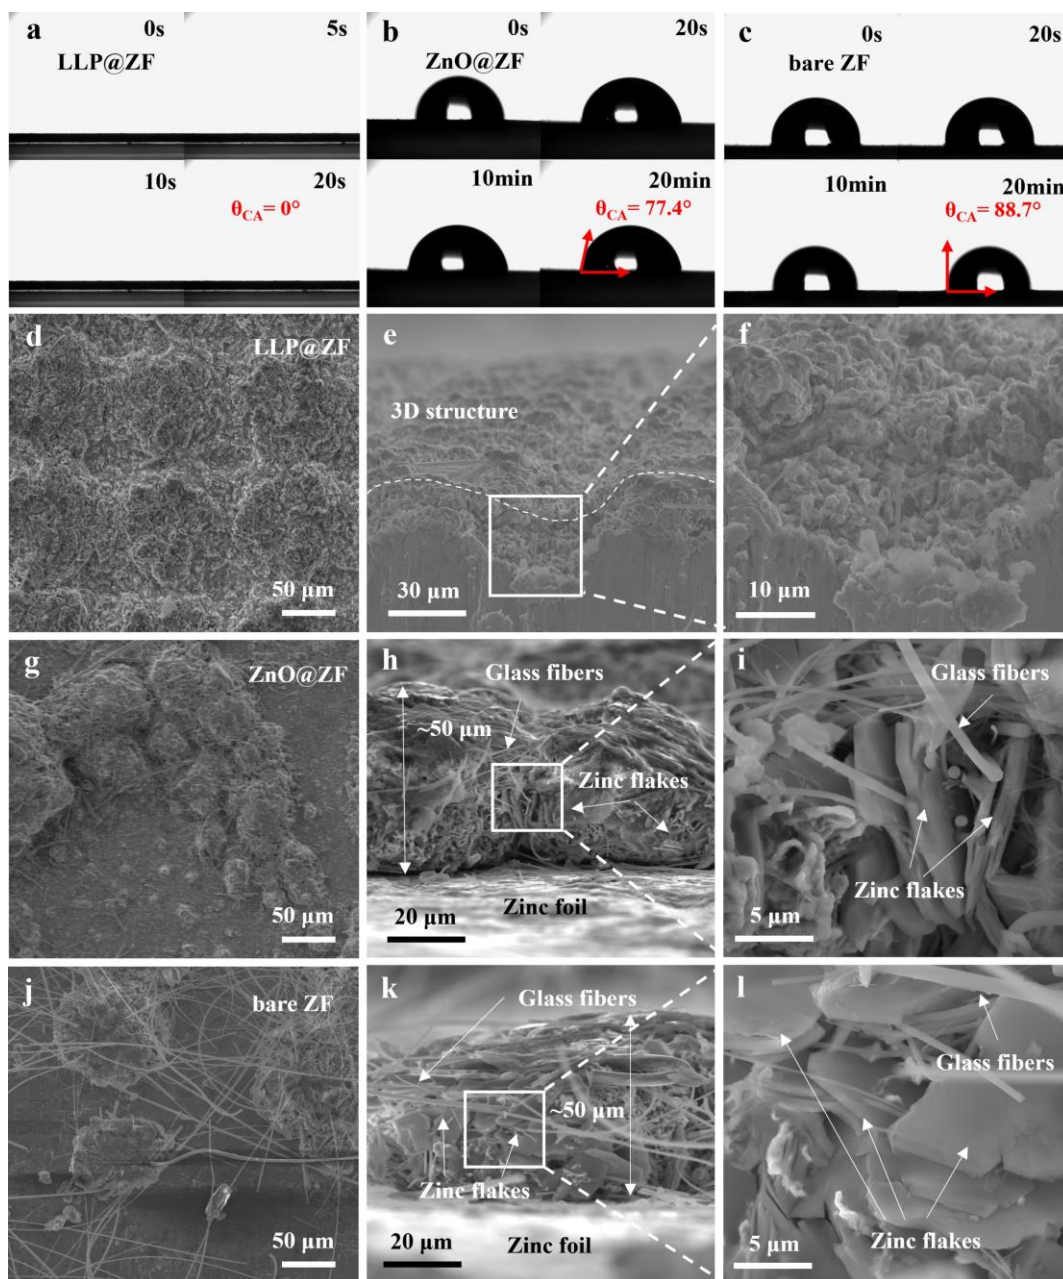 a
0s
5s
LLP@ZF
10s
20s
θCA= 0°
b
0s
20s
ZnO@ZF
10min
20min
θCA= 77.4°
c
0s
20s
bare ZF
10min
20min
θCA= 88.7°
d
LLP@ZF
50 μm
e
3D structure
30 μm
f
10 μm
g
ZnO@ZF
50 μm
h
Glass fibers
~50 μm
Zinc flakes
20 μm
Zinc foil
i
Glass fibers
Zinc flakes
5 μm
j
bare ZF
50 μm
k
Glass fibers
~50 μm
Zinc flakes
20 μm
Zinc foil
l
Glass fibers
Zinc flakes
5 μm